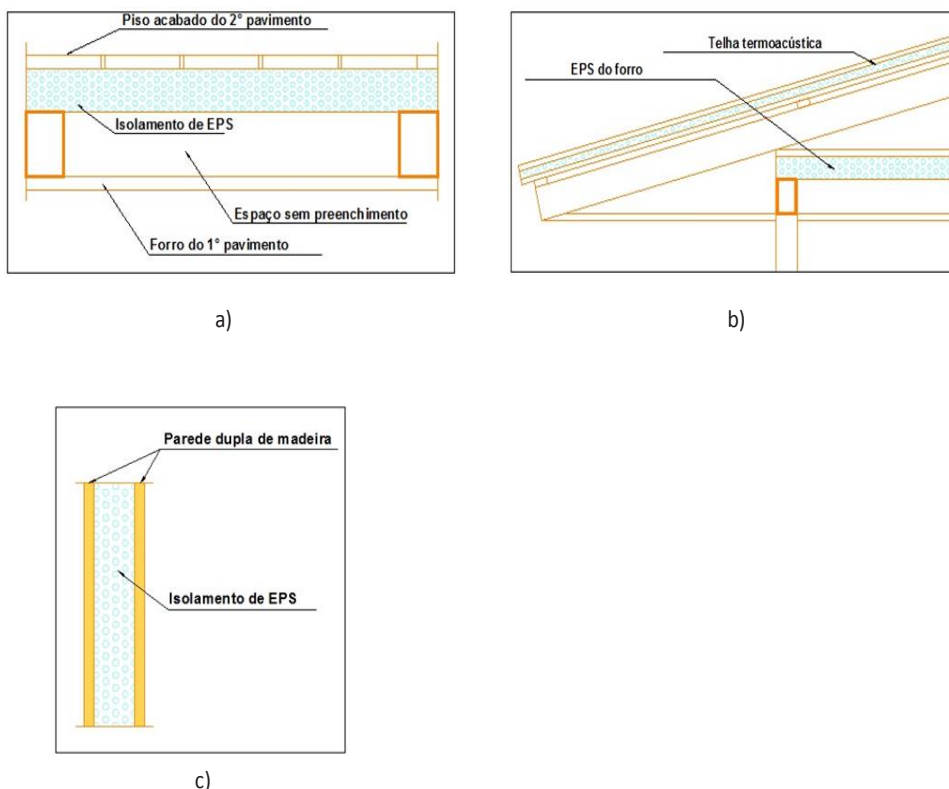 Piso acabado do 2° pavimento
Isolamento de EPS
Espaço sem preenchimento
Forro do 1° pavimento
a)
Telha termoacústica
EPS do forro
b)
Parede dupla de madeira
Isolamento de EPS
c)